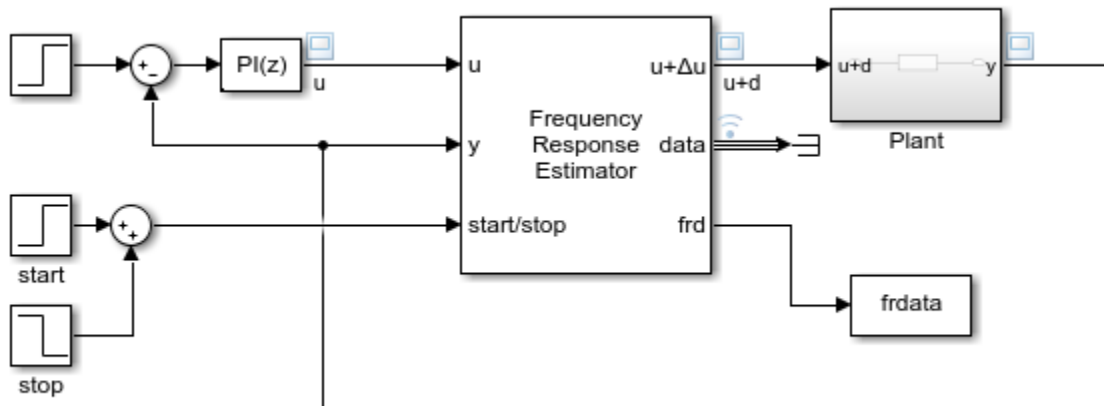 PI(z)
u
u
u+Δu
u+d
u+d
y
Plant
Frequency
Response
Estimator
y
data
start/stop
frd
start
stop
frdata